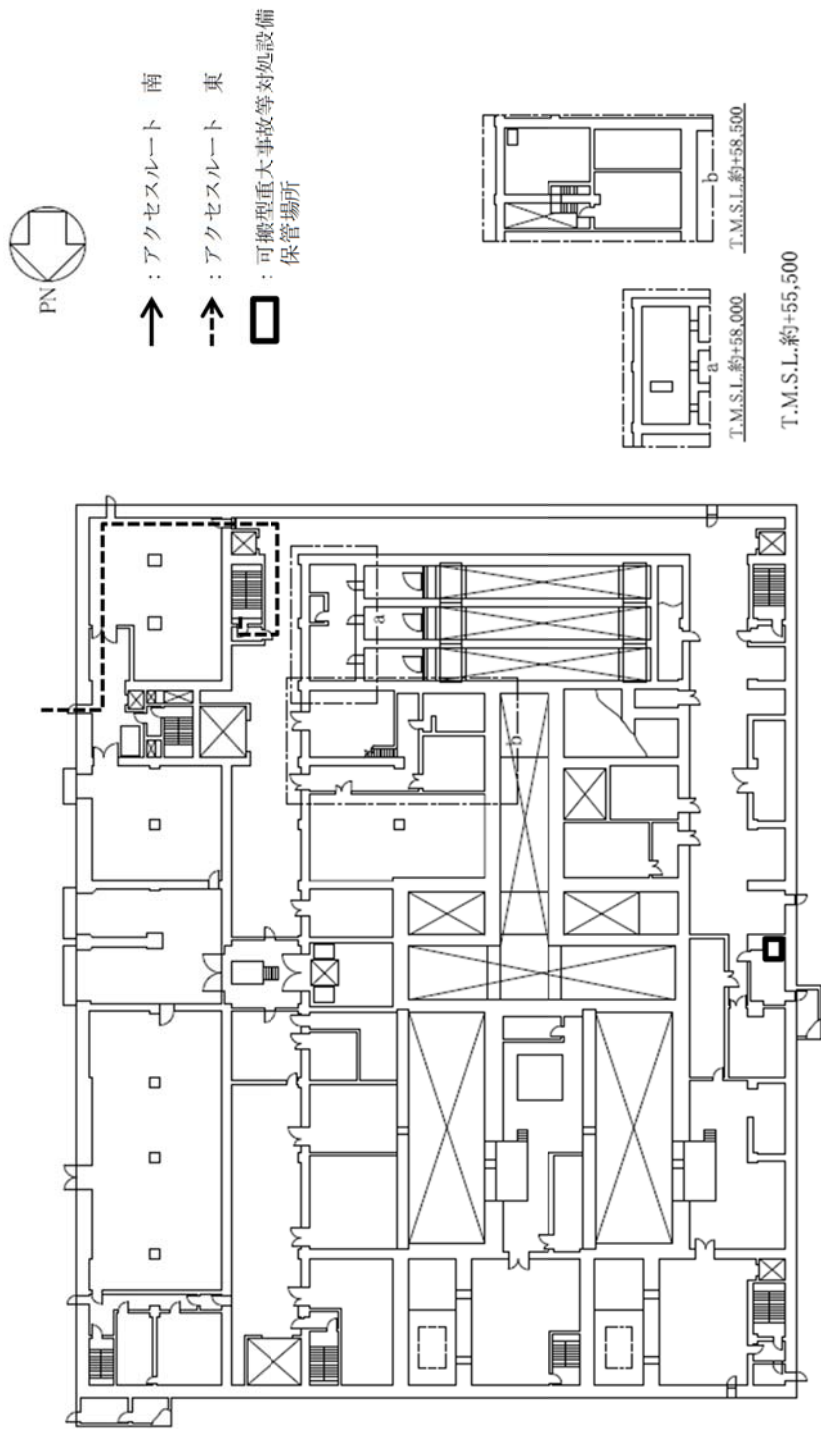 PN
：アクセスルート　南
：アクセスルート　東
：可搬型重大事故等対処設備
保管場所
a
b
a
T.M.S.L.約+58,000
b
T.M.S.L.約+58,500
T.M.S.L.約+55,500